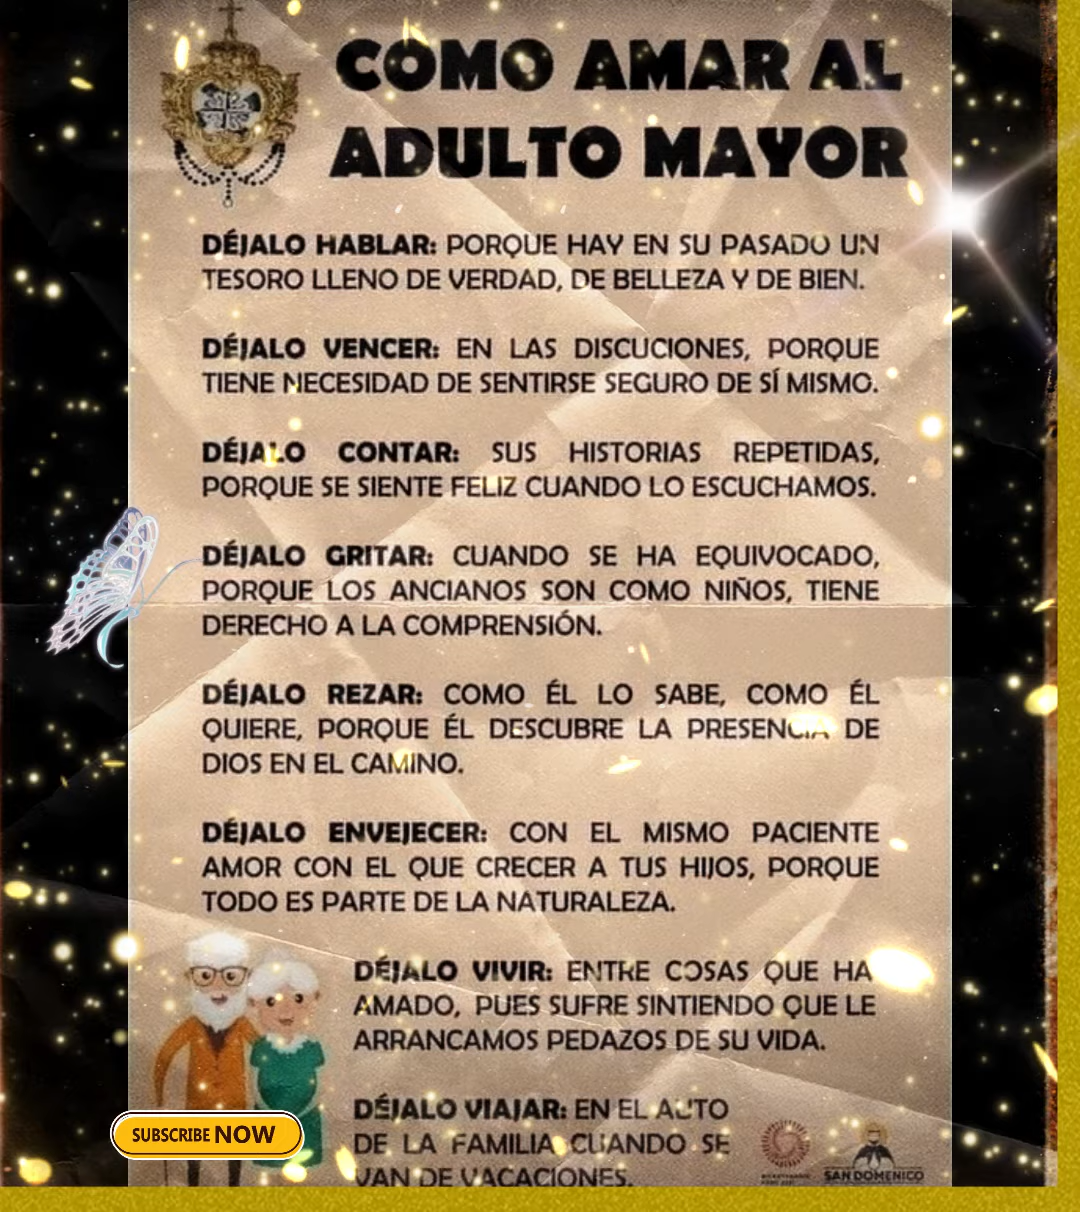 COMO AMAR AL
ADULTO MAYOR
DÉJALO HABLAR: PORQUE HAY EN SU PASADO UN
TESORO LLENO DE VERDAD, DE BELLEZA Y DE BIEN.
DÉJALO VENCER: EN LAS DISCUCIONES, PORQUE
TIENE NECESIDAD DE SENTIRSE SEGURO DE SÍ MISMO.
DÉJALO CONTAR: SUS HISTORIAS REPETIDAS,
PORQUE SE SIENTE FELIZ CUANDO LO ESCUCHAMOS.
DÉJALO GRITAR: CUANDO SE HA EQUIVOCADO,
PORQUE LOS ANCIANOS SON COMO NIÑOS, TIENE
DERECHO A LA COMPRENSIÓN.
DÉJALO REZAR: COMO ÉL LO SABE, COMO ÉL
QUIERE, PORQUE ÉL DESCUBRE LA PRESENCIA DE
DIOS EN EL CAMINO.
DÉJALO ENVEJECER: CON EL MISMO PACIENTE
AMOR CON EL QUE CRECER A TUS HIJOS, PORQUE
TODO ES PARTE DE LA NATURALEZA.
DÉJALO VIVIR: ENTRE COSAS QUE HA
AMADO, PUES SUFRE SINTIENDO QUE LE
ARRANCAMOS PEDAZOS DE SU VIDA.
DÉJALO VIAJAR: EN EL AUTO
DE LA FAMILIA CUANDO SE
VAN DE VACACIONES.
SUBSCRIBE NOW
SAN DOMENICO